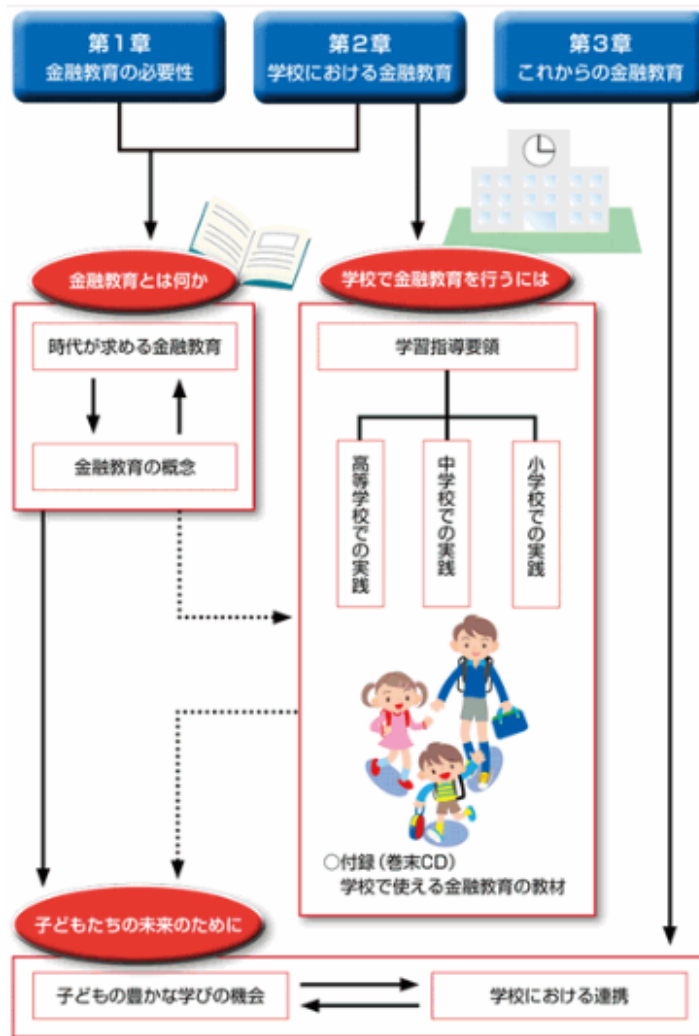 第1章
金融教育の必要性
第2章
学校における金融教育
第3章
これからの金融教育
金融教育とは何か
学校で金融教育を行うには
時代が求める金融教育
金融教育の概念
学習指導要領
高等学校での実践
中学校での実践
小学校での実践
○付録（巻末CD）
学校で使える金融教育の教材
子どもたちの未来のために
子どもの豊かな学びの機会
学校における連携